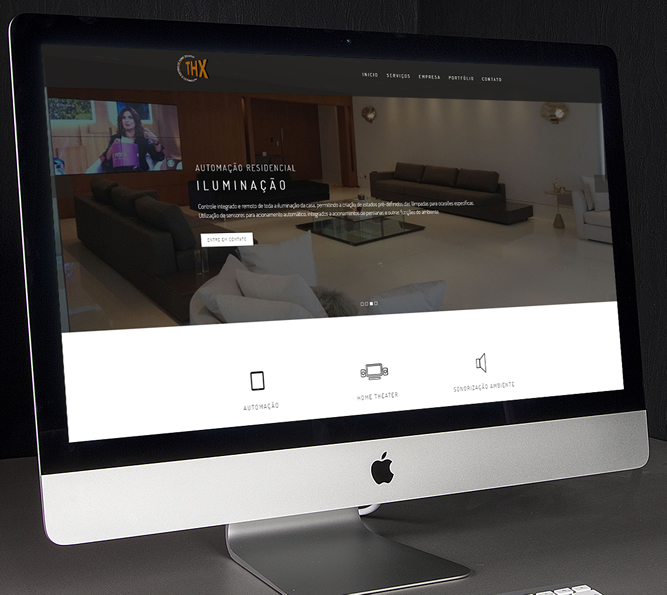 THX
INICIO SERVIÇOS EMPRESA PORTFÓLIO CONTATO
AUTOMAÇÃO RESIDENCIAL
ILUMINAÇÃO
Controle integrado e remoto de toda a iluminação da casa, permitindo a criação de estados pré-definidos das lâmpadas para ocasiões específicas.
Utilização de sensores para acionamento automático, integrados a acionamentos de persianas e outras funções do ambiente.
ENTRE EM CONTATO
AUTOMAÇÃO
HOME THEATER
SONORIZAÇÃO AMBIENTE